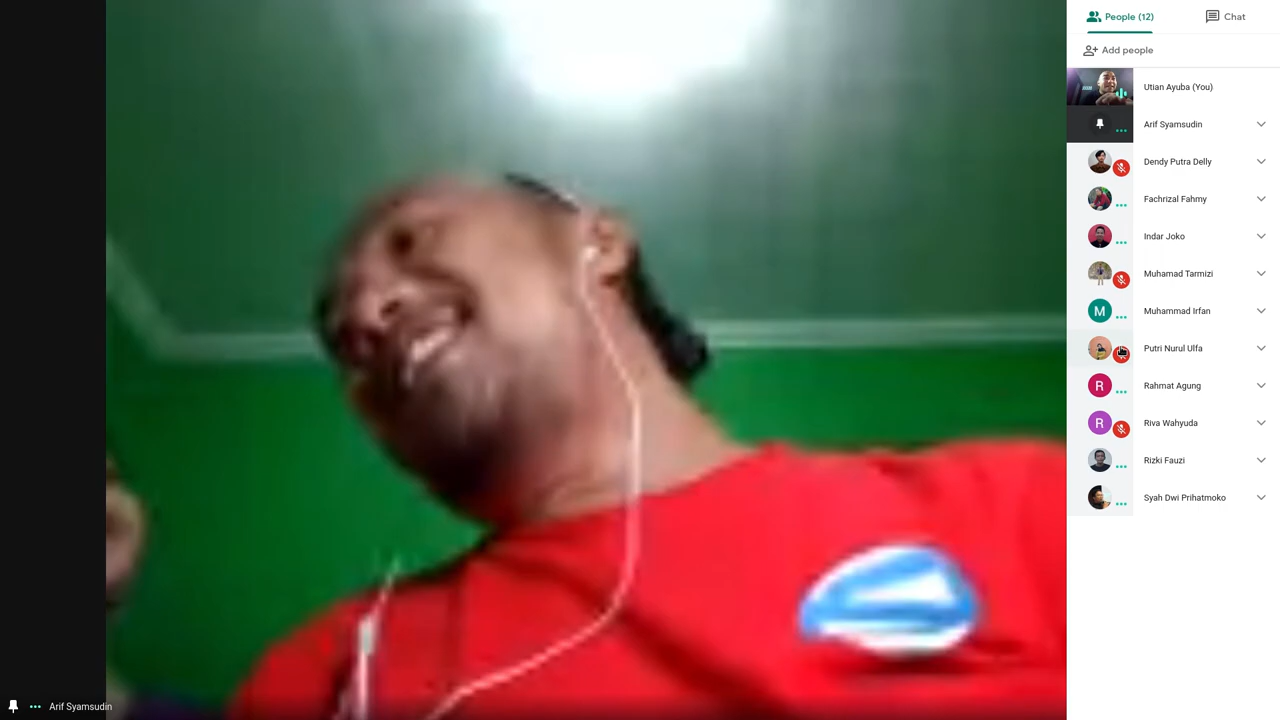 People (12)
Chat
Add people
Utian Ayuba (You)
Arif Syamsudin
Dendy Putra Delly
Fachrizal Fahmy
Indar Joko
Muhamad Tarmizi
M
Muhammad Irfan
Putri Nurul Ulfa
R
Rahmat Agung
R
Riva Wahyuda
Rizki Fauzi
Syah Dwi Prihatmoko
Arif Syamsudin